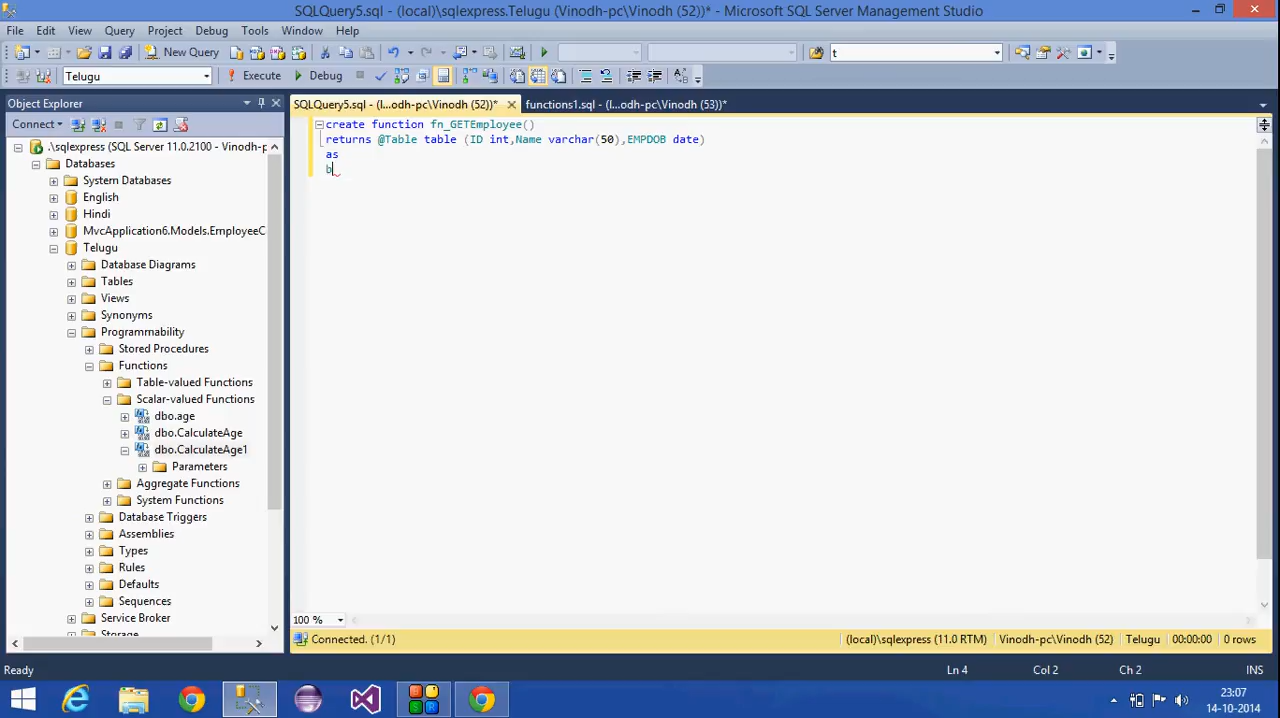 SQLQuery5.sql - (local)\sqlexpress.Telugu (Vinodh-pc\Vinodh (52))* - Microsoft SQL Server Management Studio
File Edit View Query Project Debug Tools Window Help
New Query t
Telugu Execute Debug
Object Explorer
SQLQuery5.sql - (l...odh-pc\Vinodh (52))* functions1.sql - (l...odh-pc\Vinodh (53))*
Connect
.\sqlexpress (SQL Server 11.0.2100 - Vinodh-p
Databases
System Databases
English
Hindi
MvcApplication6.Models.EmployeeC
Telugu
Database Diagrams
Tables
Views
Synonyms
Programmability
Stored Procedures
Functions
Table-valued Functions
Scalar-valued Functions
dbo.age
dbo.CalculateAge
dbo.CalculateAge1
Parameters
Aggregate Functions
System Functions
Database Triggers
Assemblies
Types
Rules
Defaults
Sequences
Service Broker
Storage
create function fn_GETEmployee()
returns @Table table (ID int,Name varchar(50),EMPDOB date)
as
b
100 %
Connected. (1/1) (local)\sqlexpress (11.0 RTM) Vinodh-pc\Vinodh (52) Telugu 00:00:00 0 rows
Ready Ln 4 Col 2 Ch 2 INS
23:07
14-10-2014